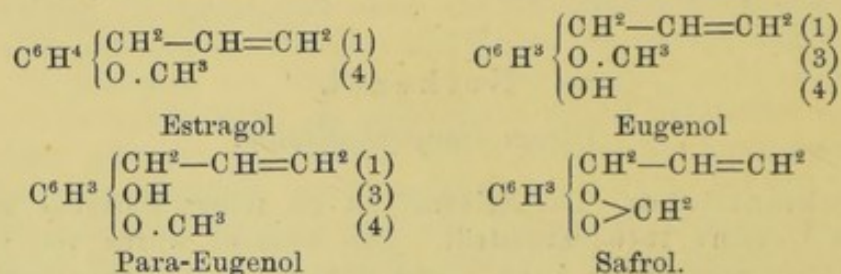 C⁶H⁴ {CH²—CH=CH² (1)
O . CH³ (4)
Estragol
C⁶H³ {CH²—CH=CH² (1)
O . CH³ (3)
OH (4)
Eugenol
C⁶H³ {CH²—CH=CH² (1)
OH (3)
O . CH³ (4)
Para-Eugenol
C⁶H³ {CH²—CH=CH²
O
O>CH²
Safrol.